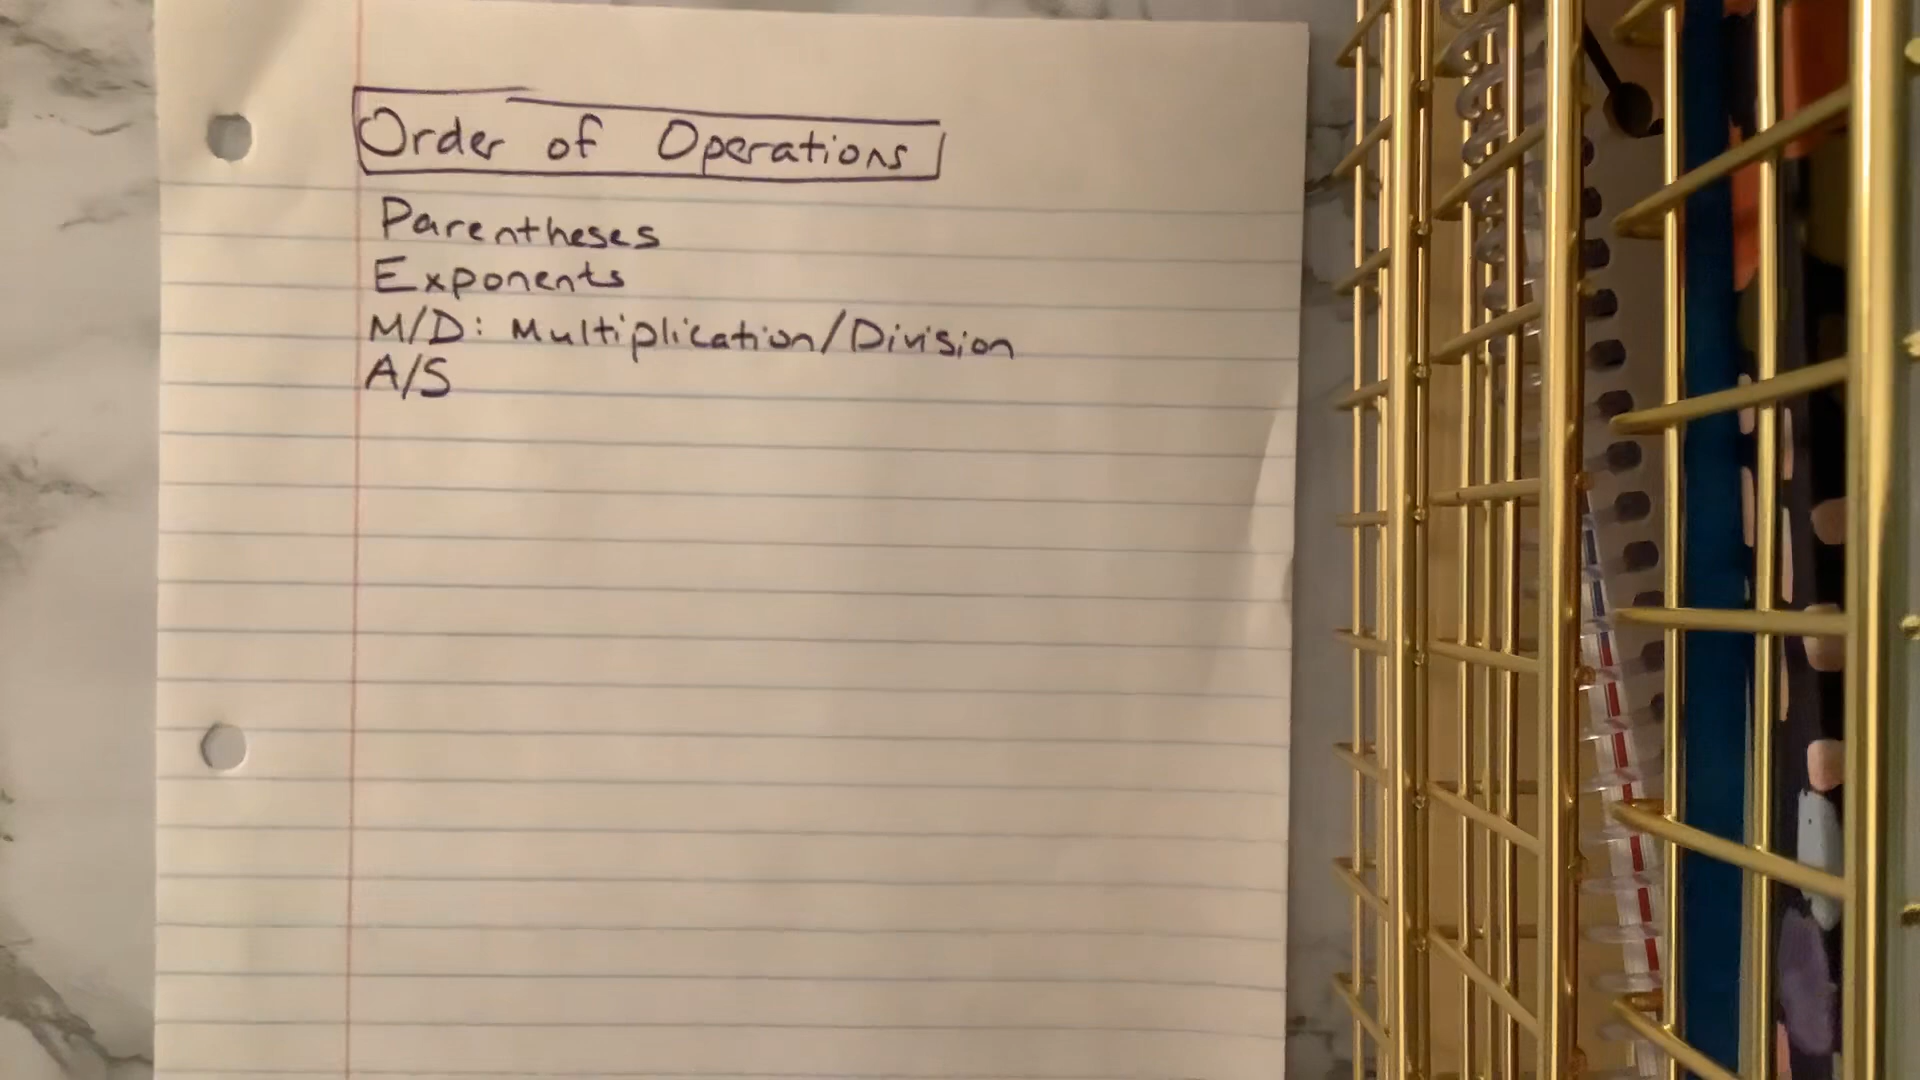 Order of Operations
Parentheses
Exponents
M/D: Multiplication/Division
A/S